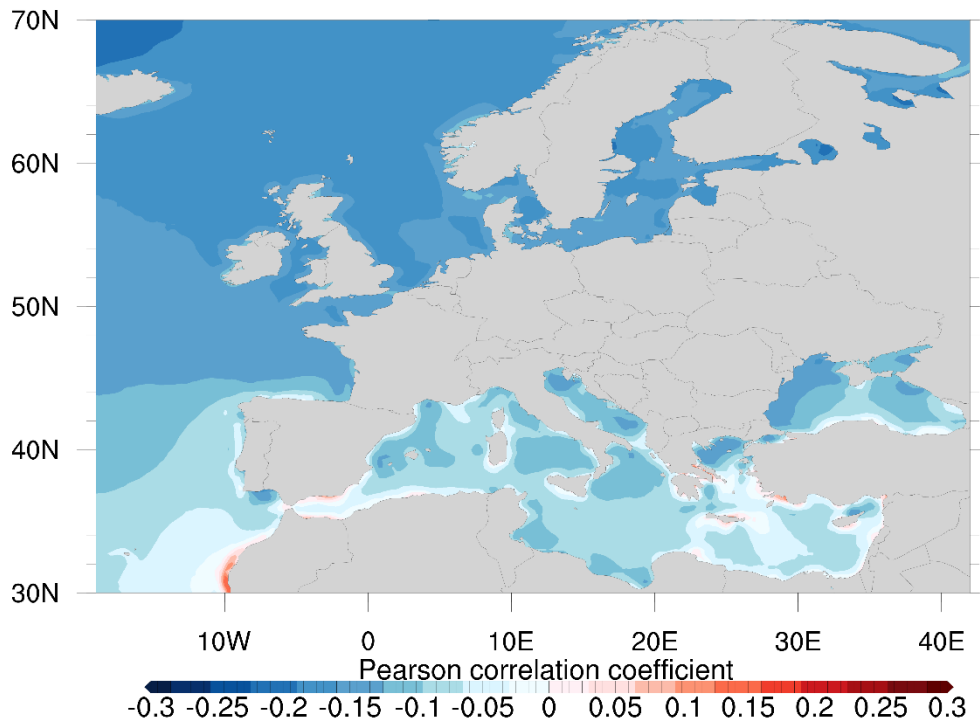 70N
60N
50N
40N
30N
10W 0 10E 20E 30E 40E
Pearson correlation coefficient
-0.3 -0.25 -0.2 -0.15 -0.1 -0.05 0 0.05 0.1 0.15 0.2 0.25 0.3